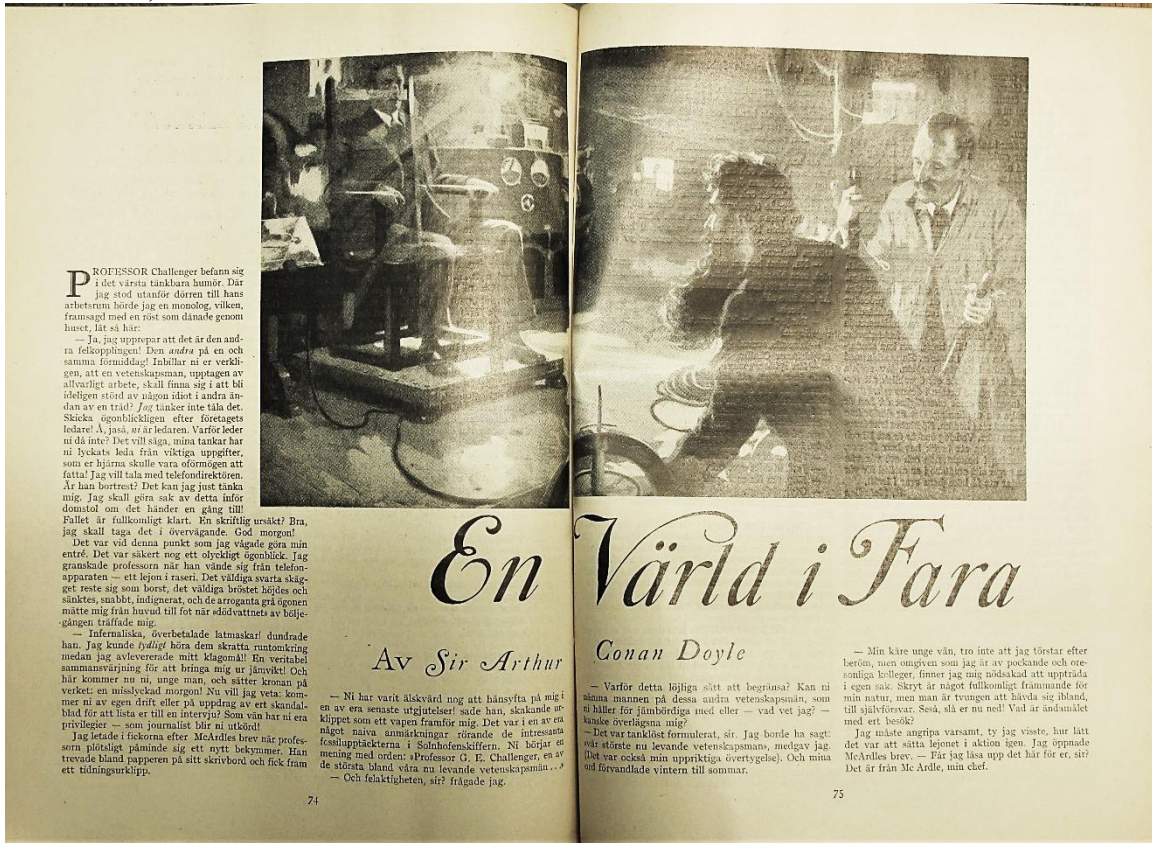 PROFESSOR Challenger befann sig
i det värsta tänkbara humör. Där
jag stod utanför dörren till hans
arbetsrum hörde jag en monolog, vilken,
framsagd med en röst som dånade genom
huset, lät så här:
— Ja, jag upprepar att det är den and-
ra felkopplingen! Den andra på en och
samma förmiddag! Inbillar ni er verkli-
gen, att en vetenskapsman, upptagen av
allvarligt arbete, skall finna sig i att bli
ideligen störd av någon idiot i andra än-
dan av en tråd? Jag tänker inte tåla det.
Skicka ögonblickligen efter företagets
ledare! Å, jaså, ni är ledaren. Varför leder
ni då inte? Det vill säga, mina tankar har
ni lyckats leda från viktiga uppgifter,
som er hjärna skulle vara oförmögen att
fatta! Jag vill tala med telefondirektören.
Är han bortrest? Det kan jag just tänka
mig. Jag skall göra sak av detta inför
domstol om det händer en gång till!
Fallet är fullkomligt klart. En skriftlig ursäkt? Bra,
jag skall taga det i övervägande. God morgon!
Det var vid denna punkt som jag vågade göra min
entré. Det var säkert nog ett olyckligt ögonblick. Jag
granskade professorn när han vände sig från telefon-
apparaten — ett lejon i raseri. Det väldiga svarta skäg-
get reste sig som borst, det väldiga bröstet höjdes och
sänktes, snabbt, indignerat, och de arroganta grå ögonen
mätte mig från huvud till fot när »dödvattnet» av bölje-
gången träffade mig.
— Infernaliska, överbetalade latmaskar! dundrade
han. Jag kunde tydligt höra dem skratta runtomkring
medan jag avlevererade mitt klagomål! En veritabel
sammansvärjning för att bringa mig ur jämvikt! Och
här kommer nu ni, unge man, och sätter kronan på
verket: en misslyckad morgon! Nu vill jag veta: kom-
mer ni av egen drift eller på uppdrag av ert skandal-
blad för att lista er till en intervju? Som vän har ni era
privilegier — som journalist blir ni utkörd!
Jag letade i fickorna efter McArdles brev när profes-
sorn plötsligt påminde sig ett nytt bekymmer. Han
trevade bland papperen på sitt skrivbord och fick fram
ett tidningsurklipp.
En Värld i Fara
Av Sir Arthur Conan Doyle
— Ni har varit älskvärd nog att hänsyfta på mig i
en av era senaste utgjutelser! sade han, skakande ur-
klippet som ett vapen framför mig. Det var i en av era
något naiva anmärkningar rörande de intressanta
fossilupptäckterna i Solnhofenskiffern. Ni börjar en
mening med orden: »Professor G. E. Challenger, en av
de största bland våra nu levande vetenskapsmän . . .»
— Och felaktigheten, sir? frågade jag.
74
— Varför detta löjliga sätt att begränsa? Kan ni
nämna mannen på dessa andra vetenskapsmän, som
ni håller för jämbördiga med eller — vad vet jag? —
kanske överlägsna mig?
— Det var tanklöst formulerat, sir. Jag borde ha sagt:
»vår störste nu levande vetenskapsman», medgav jag.
(Det var också min uppriktiga övertygelse). Och mina
ord förvandlade vintern till sommar.
— Min käre unge vän, tro inte att jag törstar efter
beröm, men omgiven som jag är av pockande och ore-
sonliga kolleger, finner jag mig nödsakad att uppträda
i egen sak. Skryt är något fullkomligt främmande för
min natur, men man är tvungen att hävda sig ibland,
till självförsvar. Seså, slå er nu ned! Vad är ändamålet
med ert besök?
Jag måste angripa varsamt, ty jag visste, hur lätt
det var att sätta lejonet i aktion igen. Jag öppnade
McArdles brev. — Får jag läsa upp det här för er, sir?
Det är från Mc Ardle, min chef.
75